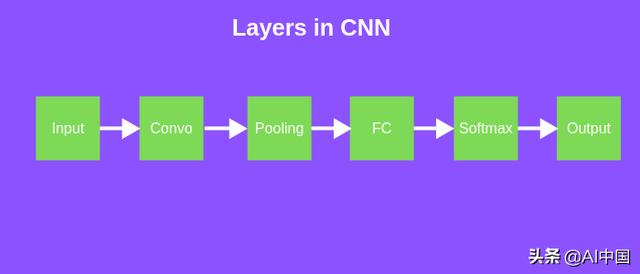 Layers in CNN
Input
Convo
Pooling
FC
Softmax
Output
头条 @AI中国